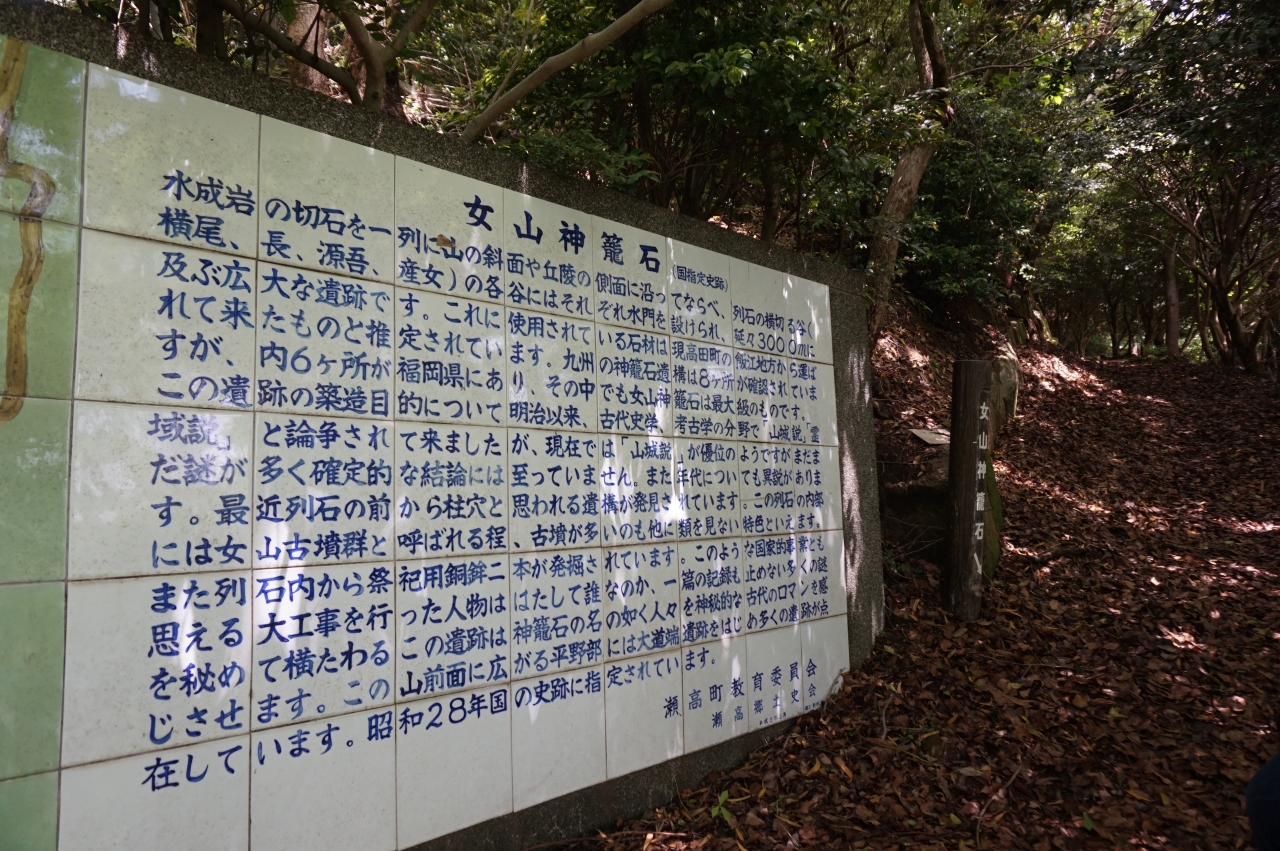 女山神籠石(国指定史跡)
水成岩の切石を一列に山の斜面や丘陵の側面に沿ってならべ、列石の横切る谷(
横尾、長、源吾、産女)の各谷にはそれぞれ水門を設けられ、延々3000mに
及ぶ広大な遺跡です。これに使用されている石材は現高田町の飯江地方から運ば
れて来たものと推定されています。九州の神籠石遺構は8ヶ所が確認されていま
すが、内6ヶ所が福岡県にあり、その中でも女山神籠石は最大級のものです。
この遺跡の築造目的について明治以来、古代史学、考古学の分野で「山城説」「霊
域説」と論争されて来ましたが、現在では「山城説」が優位のようですがまだま
だ謎が多く確定的な結論には至っていません。また年代についても異説がありま
す。最近列石の前から柱穴と思われる遺構が発見されています。この列石の内部
には女山古墳群と呼ばれる程、古墳が多いのも他に類を見ない特色といえます。
また列石内から祭祀用銅鉾二本が発掘されています。このような国家的事業とも
思える大工事を行った人物ははたして誰なのか、一篇の記録も止めない多くの謎
を秘めて横たわるこの遺跡は神籠石の名の如く人々を神秘的な古代のロマンを感
じさせます。この山前面に広がる平野部には大道端遺跡をはじめ多くの遺跡が点
在しています。昭和28年国の史跡に指定されています。
瀬高町教育委員会
瀬高郷土史会
女山神籠石